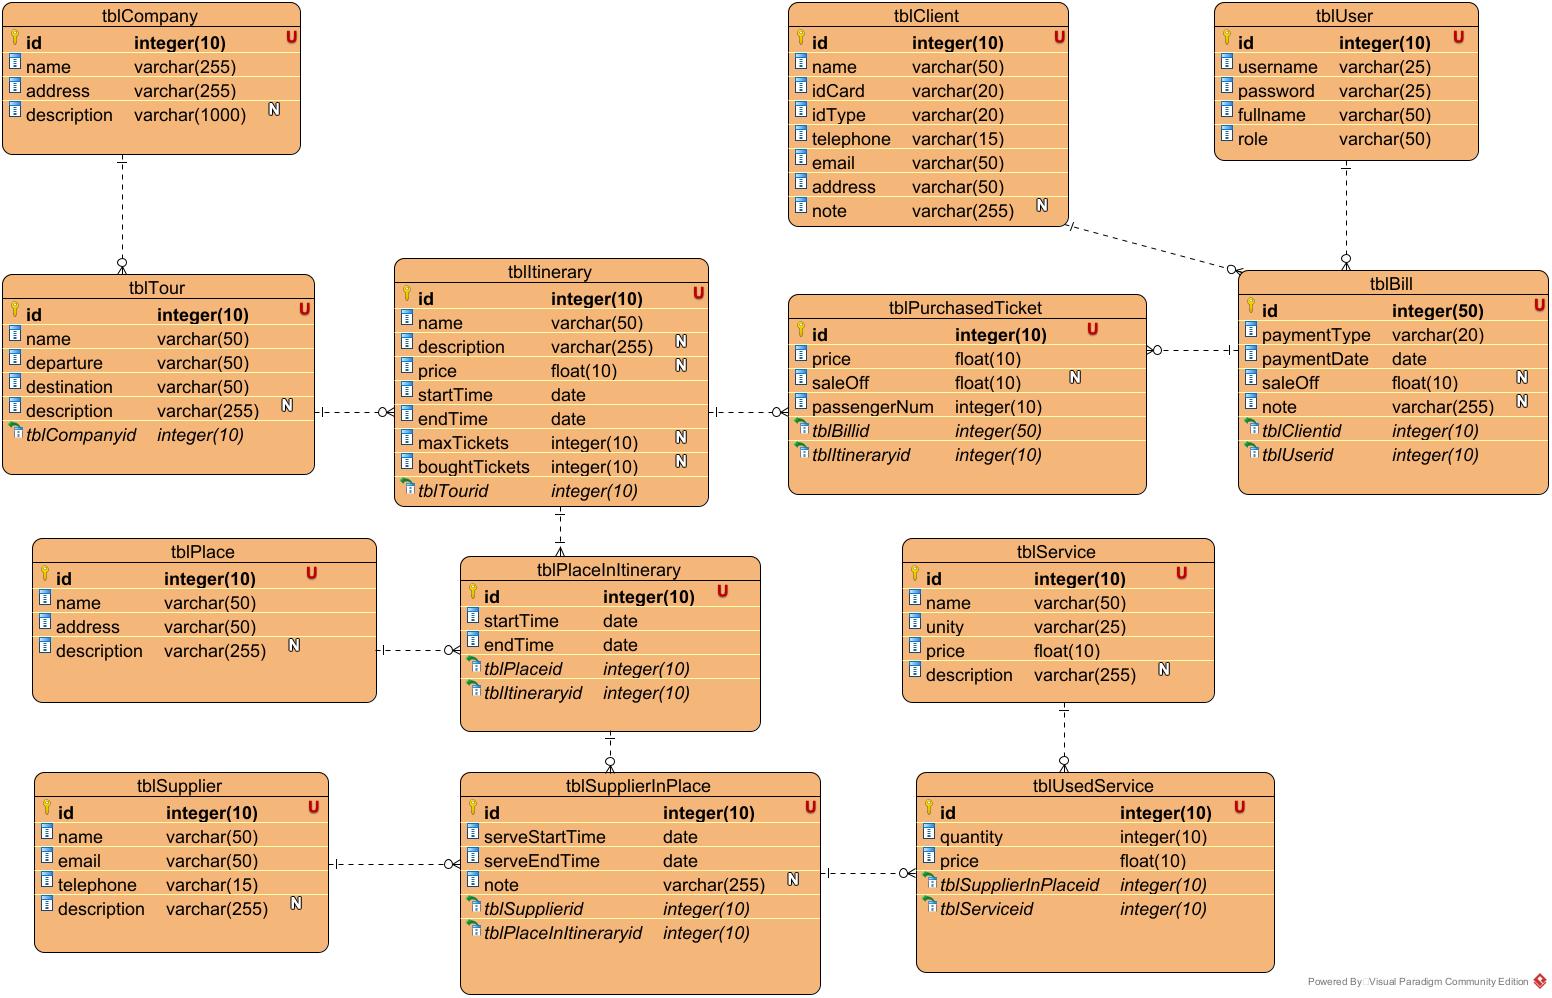 tblCompany
id integer(10) U
name varchar(255)
address varchar(255)
description varchar(1000) N
tblClient
id integer(10) U
name varchar(50)
idCard varchar(20)
idType varchar(20)
telephone varchar(15)
email varchar(50)
address varchar(50)
note varchar(255) N
tblUser
id integer(10) U
username varchar(25)
password varchar(25)
fullname varchar(50)
role varchar(50)
tblTour
id integer(10) U
name varchar(50)
departure varchar(50)
destination varchar(50)
description varchar(255) N
tblCompanyid integer(10)
tblItinerary
id integer(10) U
name varchar(50)
description varchar(255) N
price float(10) N
startTime date
endTime date
maxTickets integer(10) N
boughtTickets integer(10) N
tblTourid integer(10)
tblPurchasedTicket
id integer(10) U
price float(10)
saleOff float(10) N
passengerNum integer(10)
tblBillid integer(50)
tblItineraryid integer(10)
tblBill
id integer(50) U
paymentType varchar(20)
paymentDate date
saleOff float(10) N
note varchar(255) N
tblClientid integer(10)
tblUserid integer(10)
tblPlace
id integer(10) U
name varchar(50)
address varchar(50)
description varchar(255) N
tblPlaceInItinerary
id integer(10) U
startTime date
endTime date
tblPlaceid integer(10)
tblItineraryid integer(10)
tblService
id integer(10) U
name varchar(50)
unity varchar(25)
price float(10)
description varchar(255) N
tblSupplier
id integer(10) U
name varchar(50)
email varchar(50)
telephone varchar(15)
description varchar(255) N
tblSupplierInPlace
id integer(10) U
serveStartTime date
serveEndTime date
note varchar(255) N
tblSupplierid integer(10)
tblPlaceInItineraryid integer(10)
tblUsedService
id integer(10) U
quantity integer(10)
price float(10)
tblSupplierInPlaceid integer(10)
tblServiceid integer(10)
Powered By Visual Paradigm Community Edition